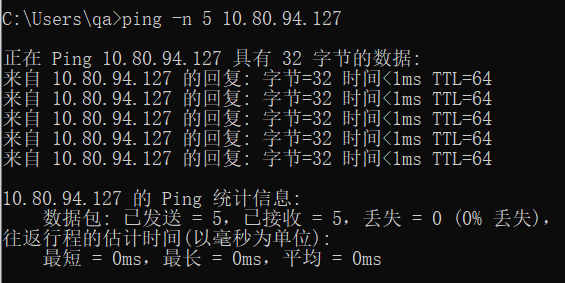 C:\Users\qa>ping -n 5 10.80.94.127
正在 Ping 10.80.94.127 具有 32 字节的数据:
来自 10.80.94.127 的回复: 字节=32 时间<1ms TTL=64
来自 10.80.94.127 的回复: 字节=32 时间<1ms TTL=64
来自 10.80.94.127 的回复: 字节=32 时间<1ms TTL=64
来自 10.80.94.127 的回复: 字节=32 时间<1ms TTL=64
来自 10.80.94.127 的回复: 字节=32 时间<1ms TTL=64
10.80.94.127 的 Ping 统计信息:
数据包: 已发送 = 5，已接收 = 5，丢失 = 0 (0% 丢失)，
往返行程的估计时间(以毫秒为单位):
最短 = 0ms，最长 = 0ms，平均 = 0ms